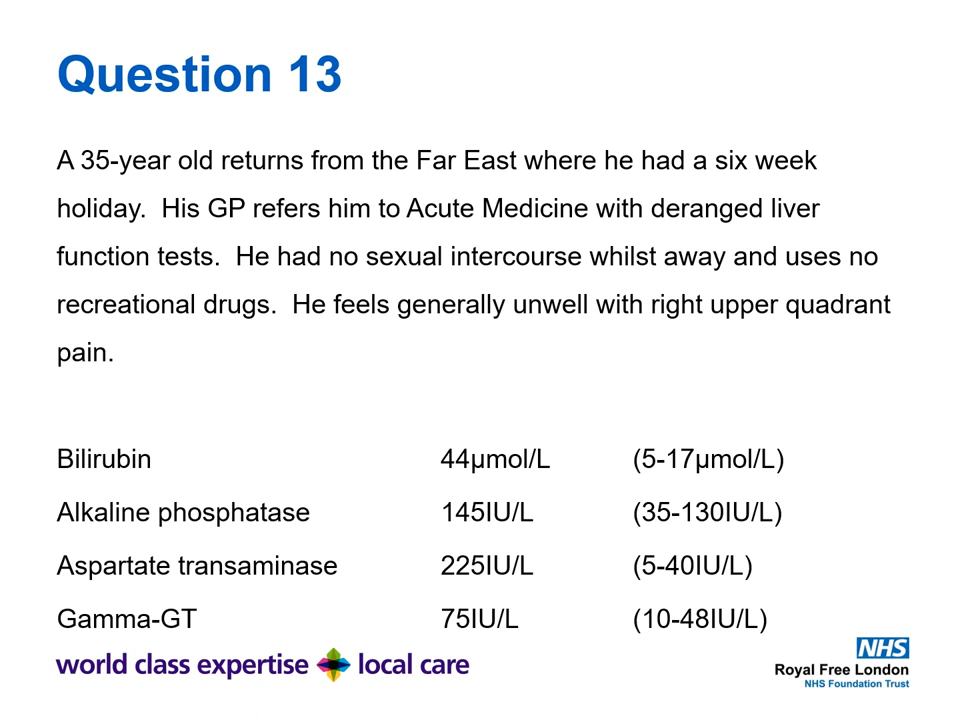 Question 13
A 35-year old returns from the Far East where he had a six week
holiday.  His GP refers him to Acute Medicine with deranged liver
function tests.  He had no sexual intercourse whilst away and uses no
recreational drugs.  He feels generally unwell with right upper quadrant
pain.
Bilirubin 44µmol/L (5-17µmol/L)
Alkaline phosphatase 145IU/L (35-130IU/L)
Aspartate transaminase 225IU/L (5-40IU/L)
Gamma-GT 75IU/L (10-48IU/L)
world class expertise local care
NHS
Royal Free London
NHS Foundation Trust